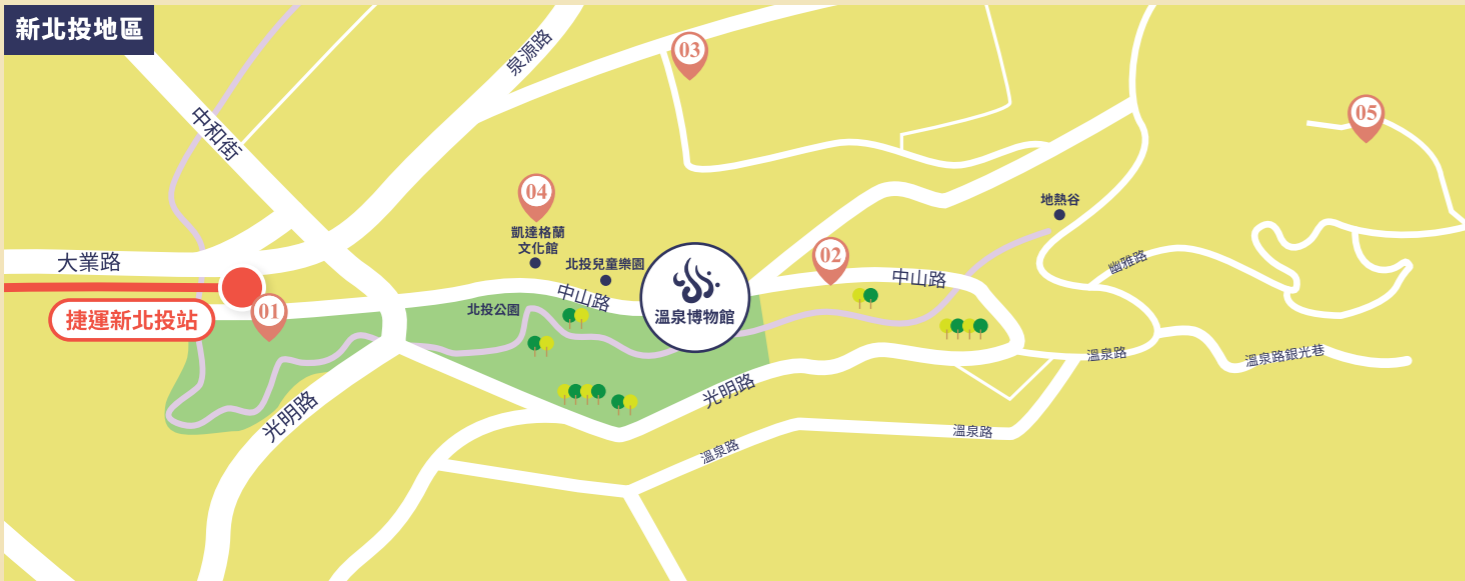 新北投地區
泉源路
03
05
中和街
04
地熱谷
凱達格蘭
文化館
02
大業路
北投兒童樂園
幽雅路
中山路
中山路
01
北投公園
溫泉博物館
捷運新北投站
溫泉路
溫泉路銀光巷
光明路
光明路
溫泉路
溫泉路